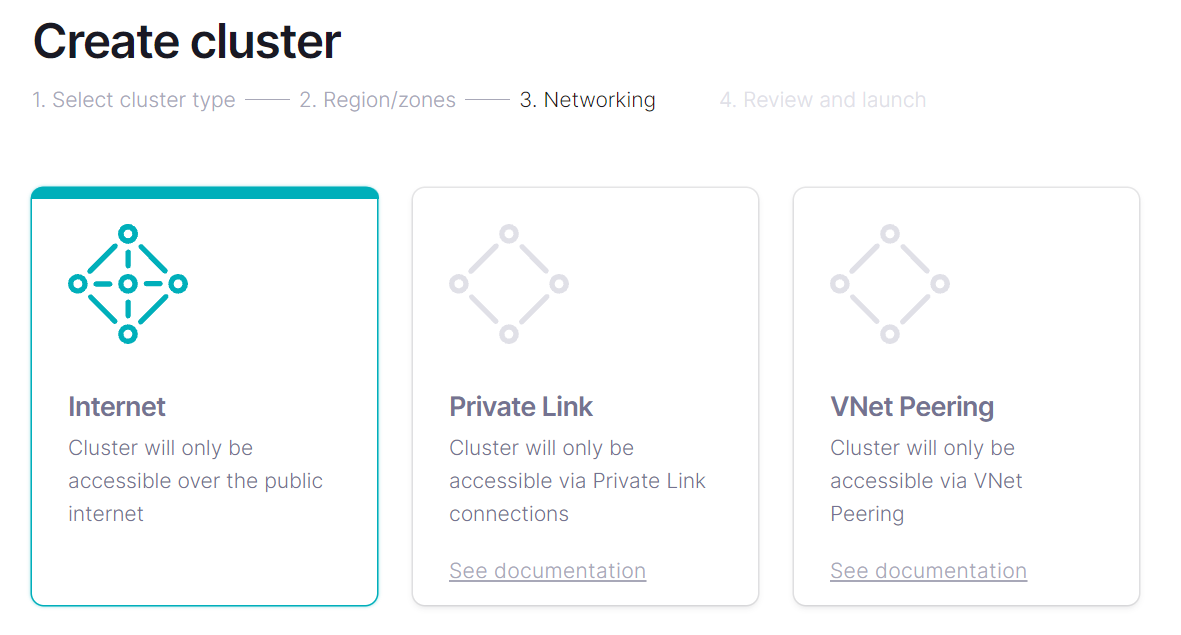 Create cluster
1. Select cluster type
2. Region/zones
3. Networking
4. Review and launch
Internet
Cluster will only be
accessible over the public
internet
Private Link
Cluster will only be
accessible via Private Link
connections
See documentation
VNet Peering
Cluster will only be
accessible via VNet
Peering
See documentation